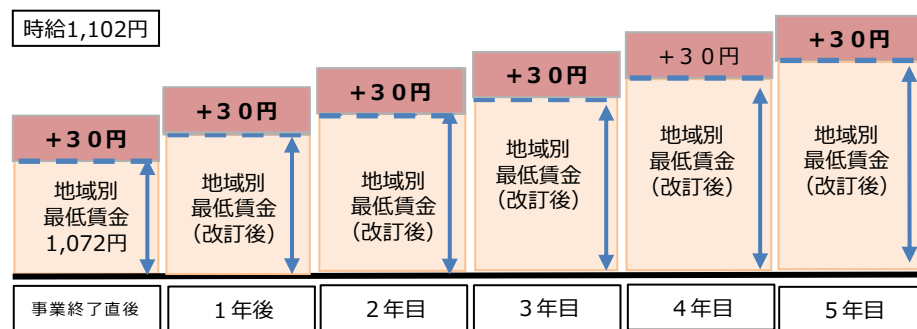 時給1,102円
+30円
地域別
最低賃金
1,072円
事業終了直後
+30円
地域別
最低賃金
(改訂後)
1年後
+30円
地域別
最低賃金
(改訂後)
2年目
+30円
地域別
最低賃金
(改訂後)
3年目
+30円
地域別
最低賃金
(改訂後)
4年目
+30円
地域別
最低賃金
(改訂後)
5年目